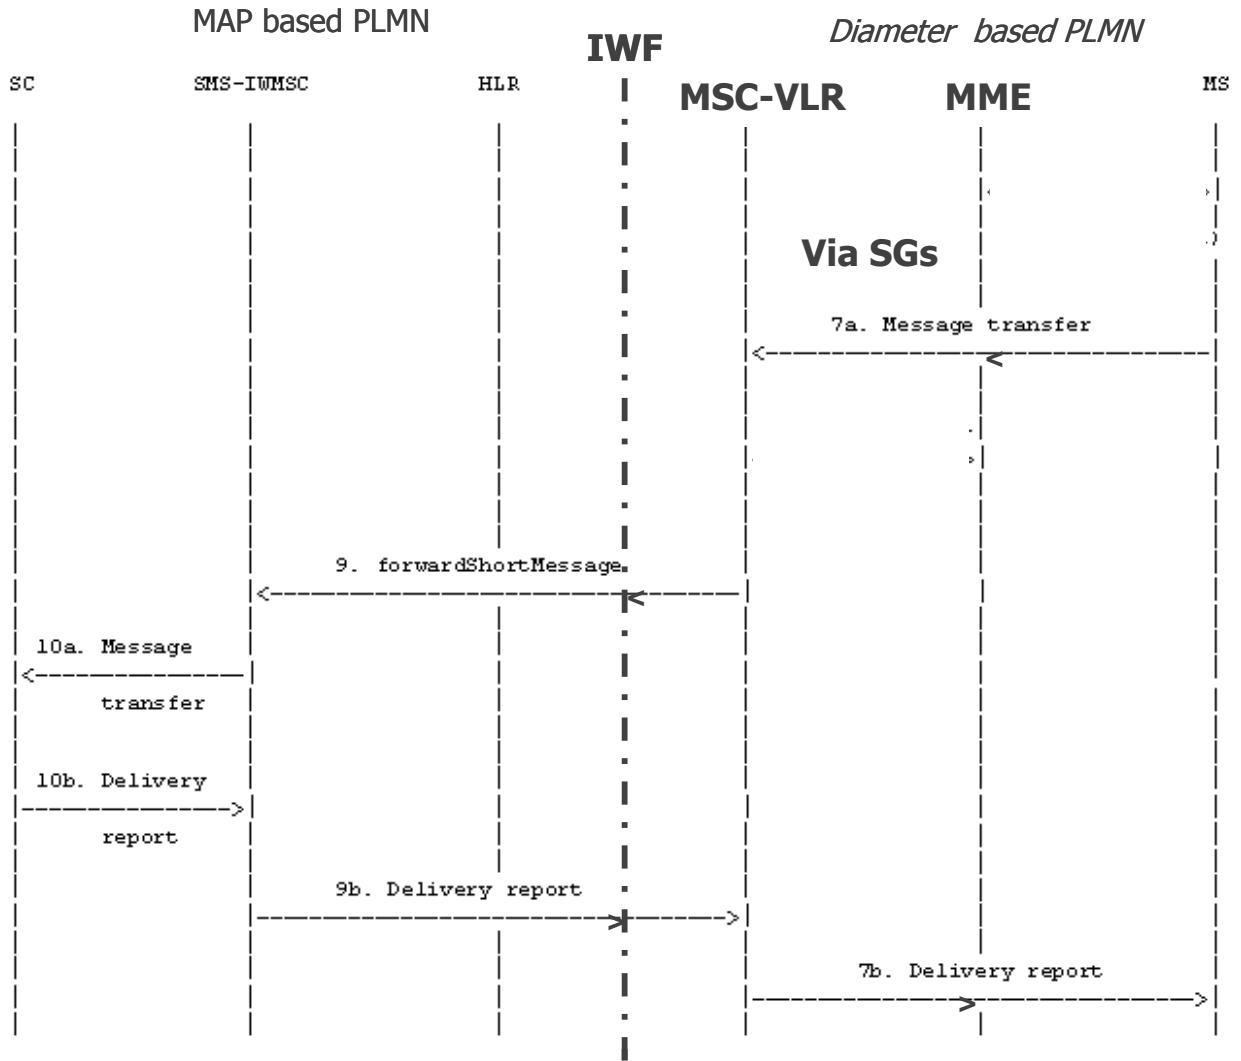 MAP based PLMN
Diameter based PLMN
IWF
SC
SMS-IWMSC
HLR
MSC-VLR
MME
MS
Via SGs
7a. Message transfer
9. forwardShortMessage
10a. Message
transfer
10b. Delivery
report
9b. Delivery report
7b. Delivery report